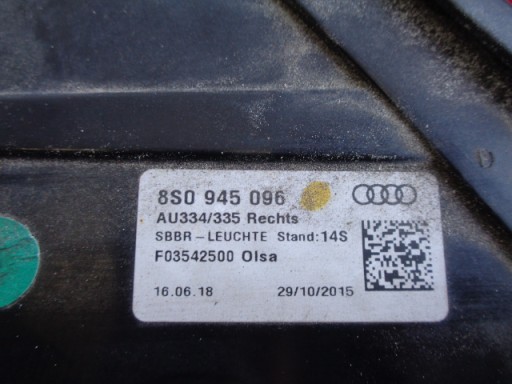 8S0 945 096
AU334/335 Rechts
SBBR-LEUCHTE Stand:14S
F03542500 Olsa
16.06.18 29/10/2015